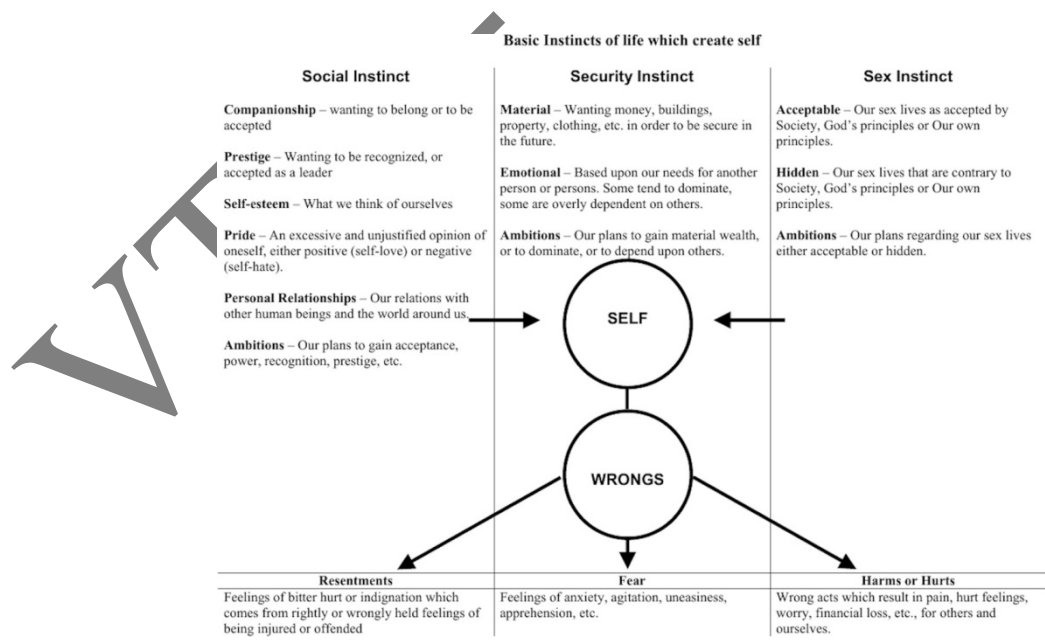 Basic Instincts of life which create self
Social Instinct
Companionship – wanting to belong or to be
accepted
Prestige – Wanting to be recognized, or
accepted as a leader
Self-esteem – What we think of ourselves
Pride – An excessive and unjustified opinion of
oneself, either positive (self-love) or negative
(self-hate).
Personal Relationships – Our relations with
other human beings and the world around us.
Ambitions – Our plans to gain acceptance,
power, recognition, prestige, etc.
Security Instinct
Material – Wanting money, buildings,
property, clothing, etc. in order to be secure in
the future.
Emotional – Based upon our needs for another
person or persons. Some tend to dominate,
some are overly dependent on others.
Ambitions – Our plans to gain material wealth,
or to dominate, or to depend upon others.
Sex Instinct
Acceptable – Our sex lives as accepted by
Society, God's principles or Our own
principles.
Hidden – Our sex lives that are contrary to
Society, God's principles or Our own
principles.
Ambitions – Our plans regarding our sex lives
either acceptable or hidden.
SELF
WRONGS
Resentments
Feelings of bitter hurt or indignation which
comes from rightly or wrongly held feelings of
being injured or offended
Fear
Feelings of anxiety, agitation, uneasiness,
apprehension, etc.
Harms or Hurts
Wrong acts which result in pain, hurt feelings,
worry, financial loss, etc., for others and
ourselves.